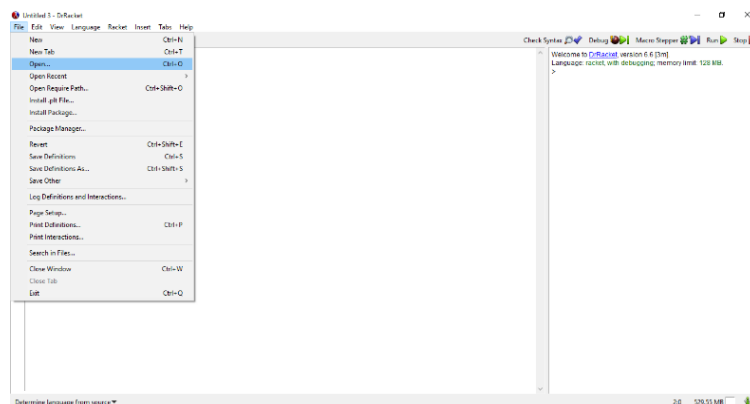 Untitled 3 - DrRacket
File Edit View Language Racket Insert Tabs Help
Check Syntax Debug Macro Stepper Run Stop
New Ctrl+N
New Tab Ctrl+T
Open... Ctrl+O
Open Recent >
Open Require Path... Ctrl+Shift+O
Install .plt File...
Install Package...
Package Manager...
Revert Ctrl+Shift+E
Save Definitions Ctrl+S
Save Definitions As... Ctrl+Shift+S
Save Other >
Log Definitions and Interactions...
Page Setup...
Print Definitions... Ctrl+P
Print Interactions...
Search in Files...
Close Window Ctrl+W
Close Tab
Exit Ctrl+Q
Welcome to DrRacket, version 6.6 [3m].
Language: racket, with debugging; memory limit: 128 MB.
>
Determine language from source 2:0 529.55 MB